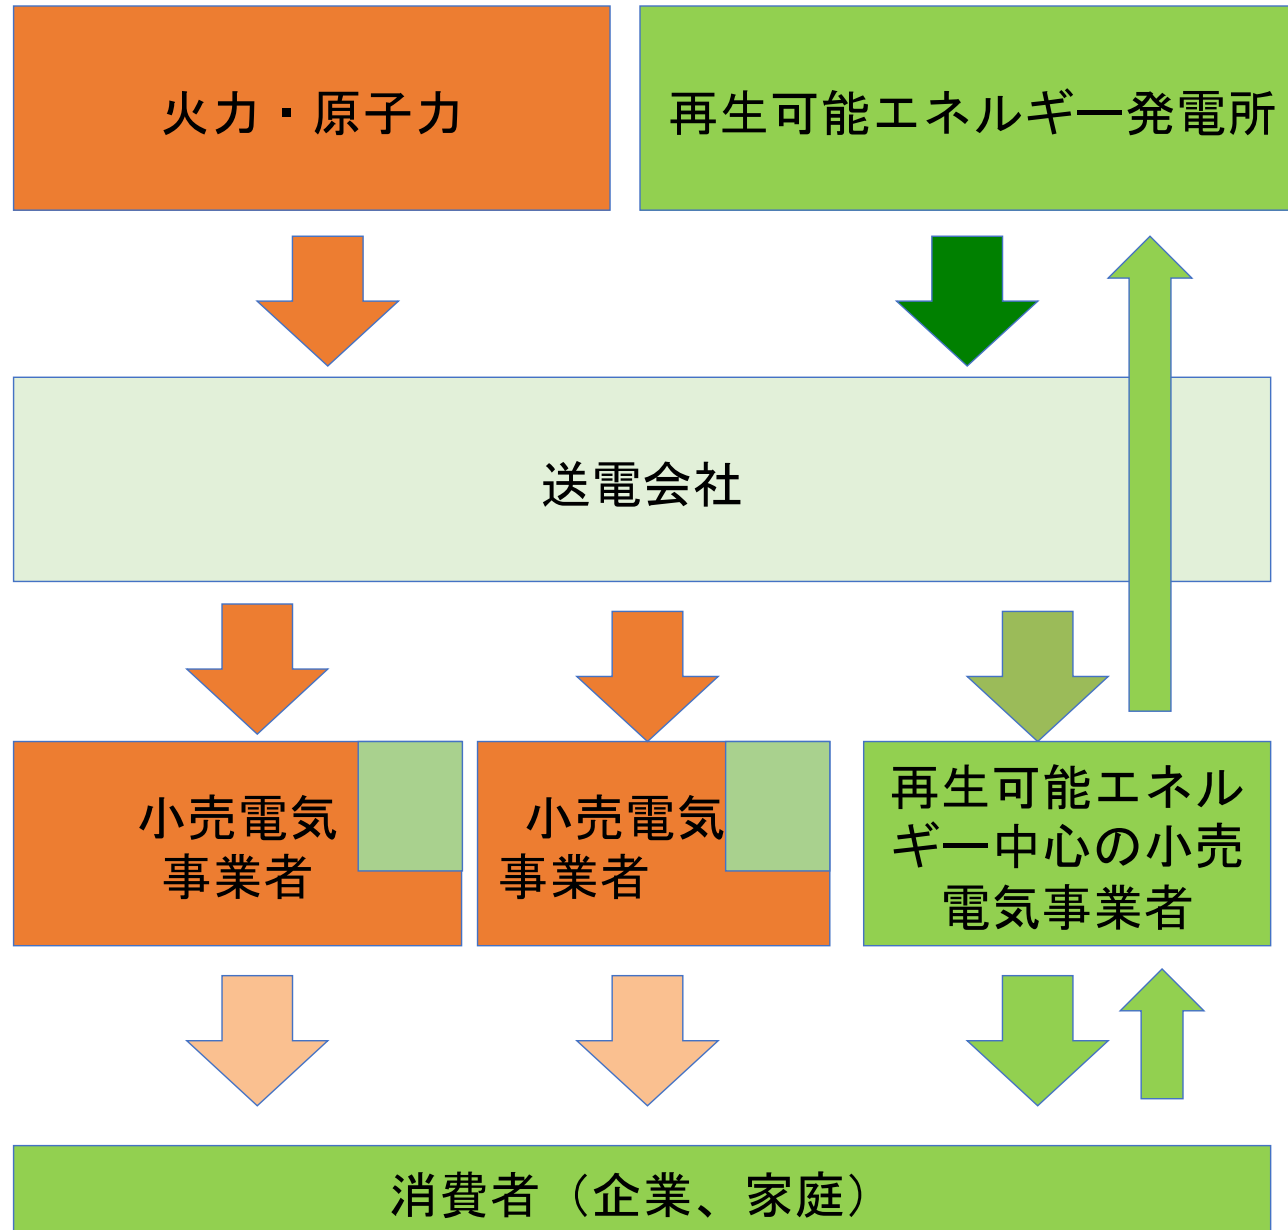 火力・原子力
再生可能エネルギー発電所
送電会社
小売電気
事業者
小売電気
事業者
再生可能エネル
ギー中心の小売
電気事業者
消費者（企業、家庭）